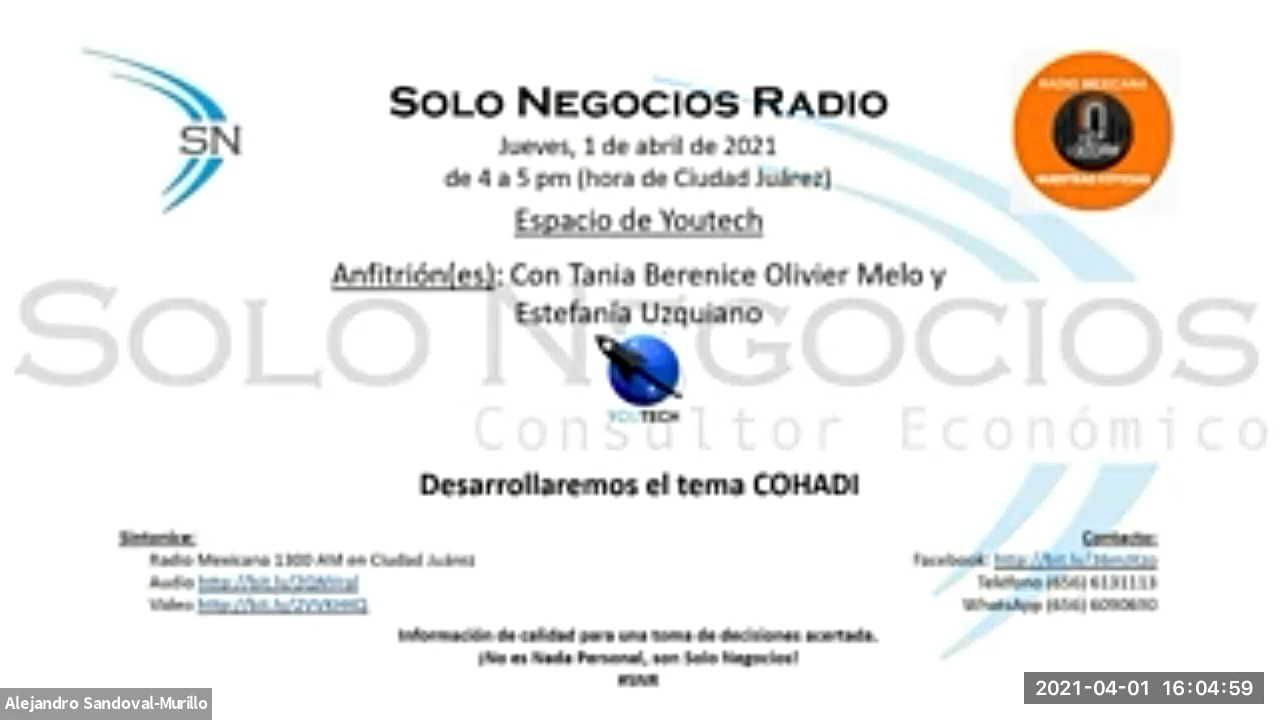 SN
SOLO NEGOCIOS RADIO
RADIO MEXICANA
Jueves, 1 de abril de 2021
de 4 a 5 pm (hora de Ciudad Juárez)
Espacio de Youtech
Anfitrión(es): Con Tania Berenice Olivier Melo y
Estefanía Uzquiano
SOLO NEGOCIOS
YOUTECH
Consultor Económico
Desarrollaremos el tema COHADI
Sintonice:
Radio Mexicana 1300 AM en Ciudad Juárez
Audio
Video
Contacto:
Facebook:
Teléfono (656) 6131113
WhatsApp (656)
Información de calidad para una toma de decisiones acertada.
¡No es Nada Personal, son Solo Negocios!
#SNR
Alejandro Sandoval-Murillo
2021-04-01 16:04:59